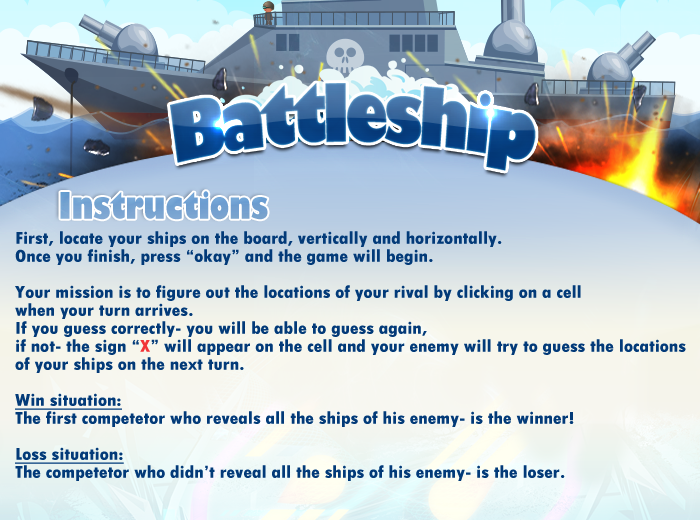 Battleship
Instructions
First, locate your ships on the board, vertically and horizontally.
Once you finish, press “okay” and the game will begin.
Your mission is to figure out the locations of your rival by clicking on a cell
when your turn arrives.
If you guess correctly- you will be able to guess again,
if not- the sign “X” will appear on the cell and your enemy will try to guess the locations
of your ships on the next turn.
Win situation:
The first competetor who reveals all the ships of his enemy- is the winner!
Loss situation:
The competetor who didn’t reveal all the ships of his enemy- is the loser.